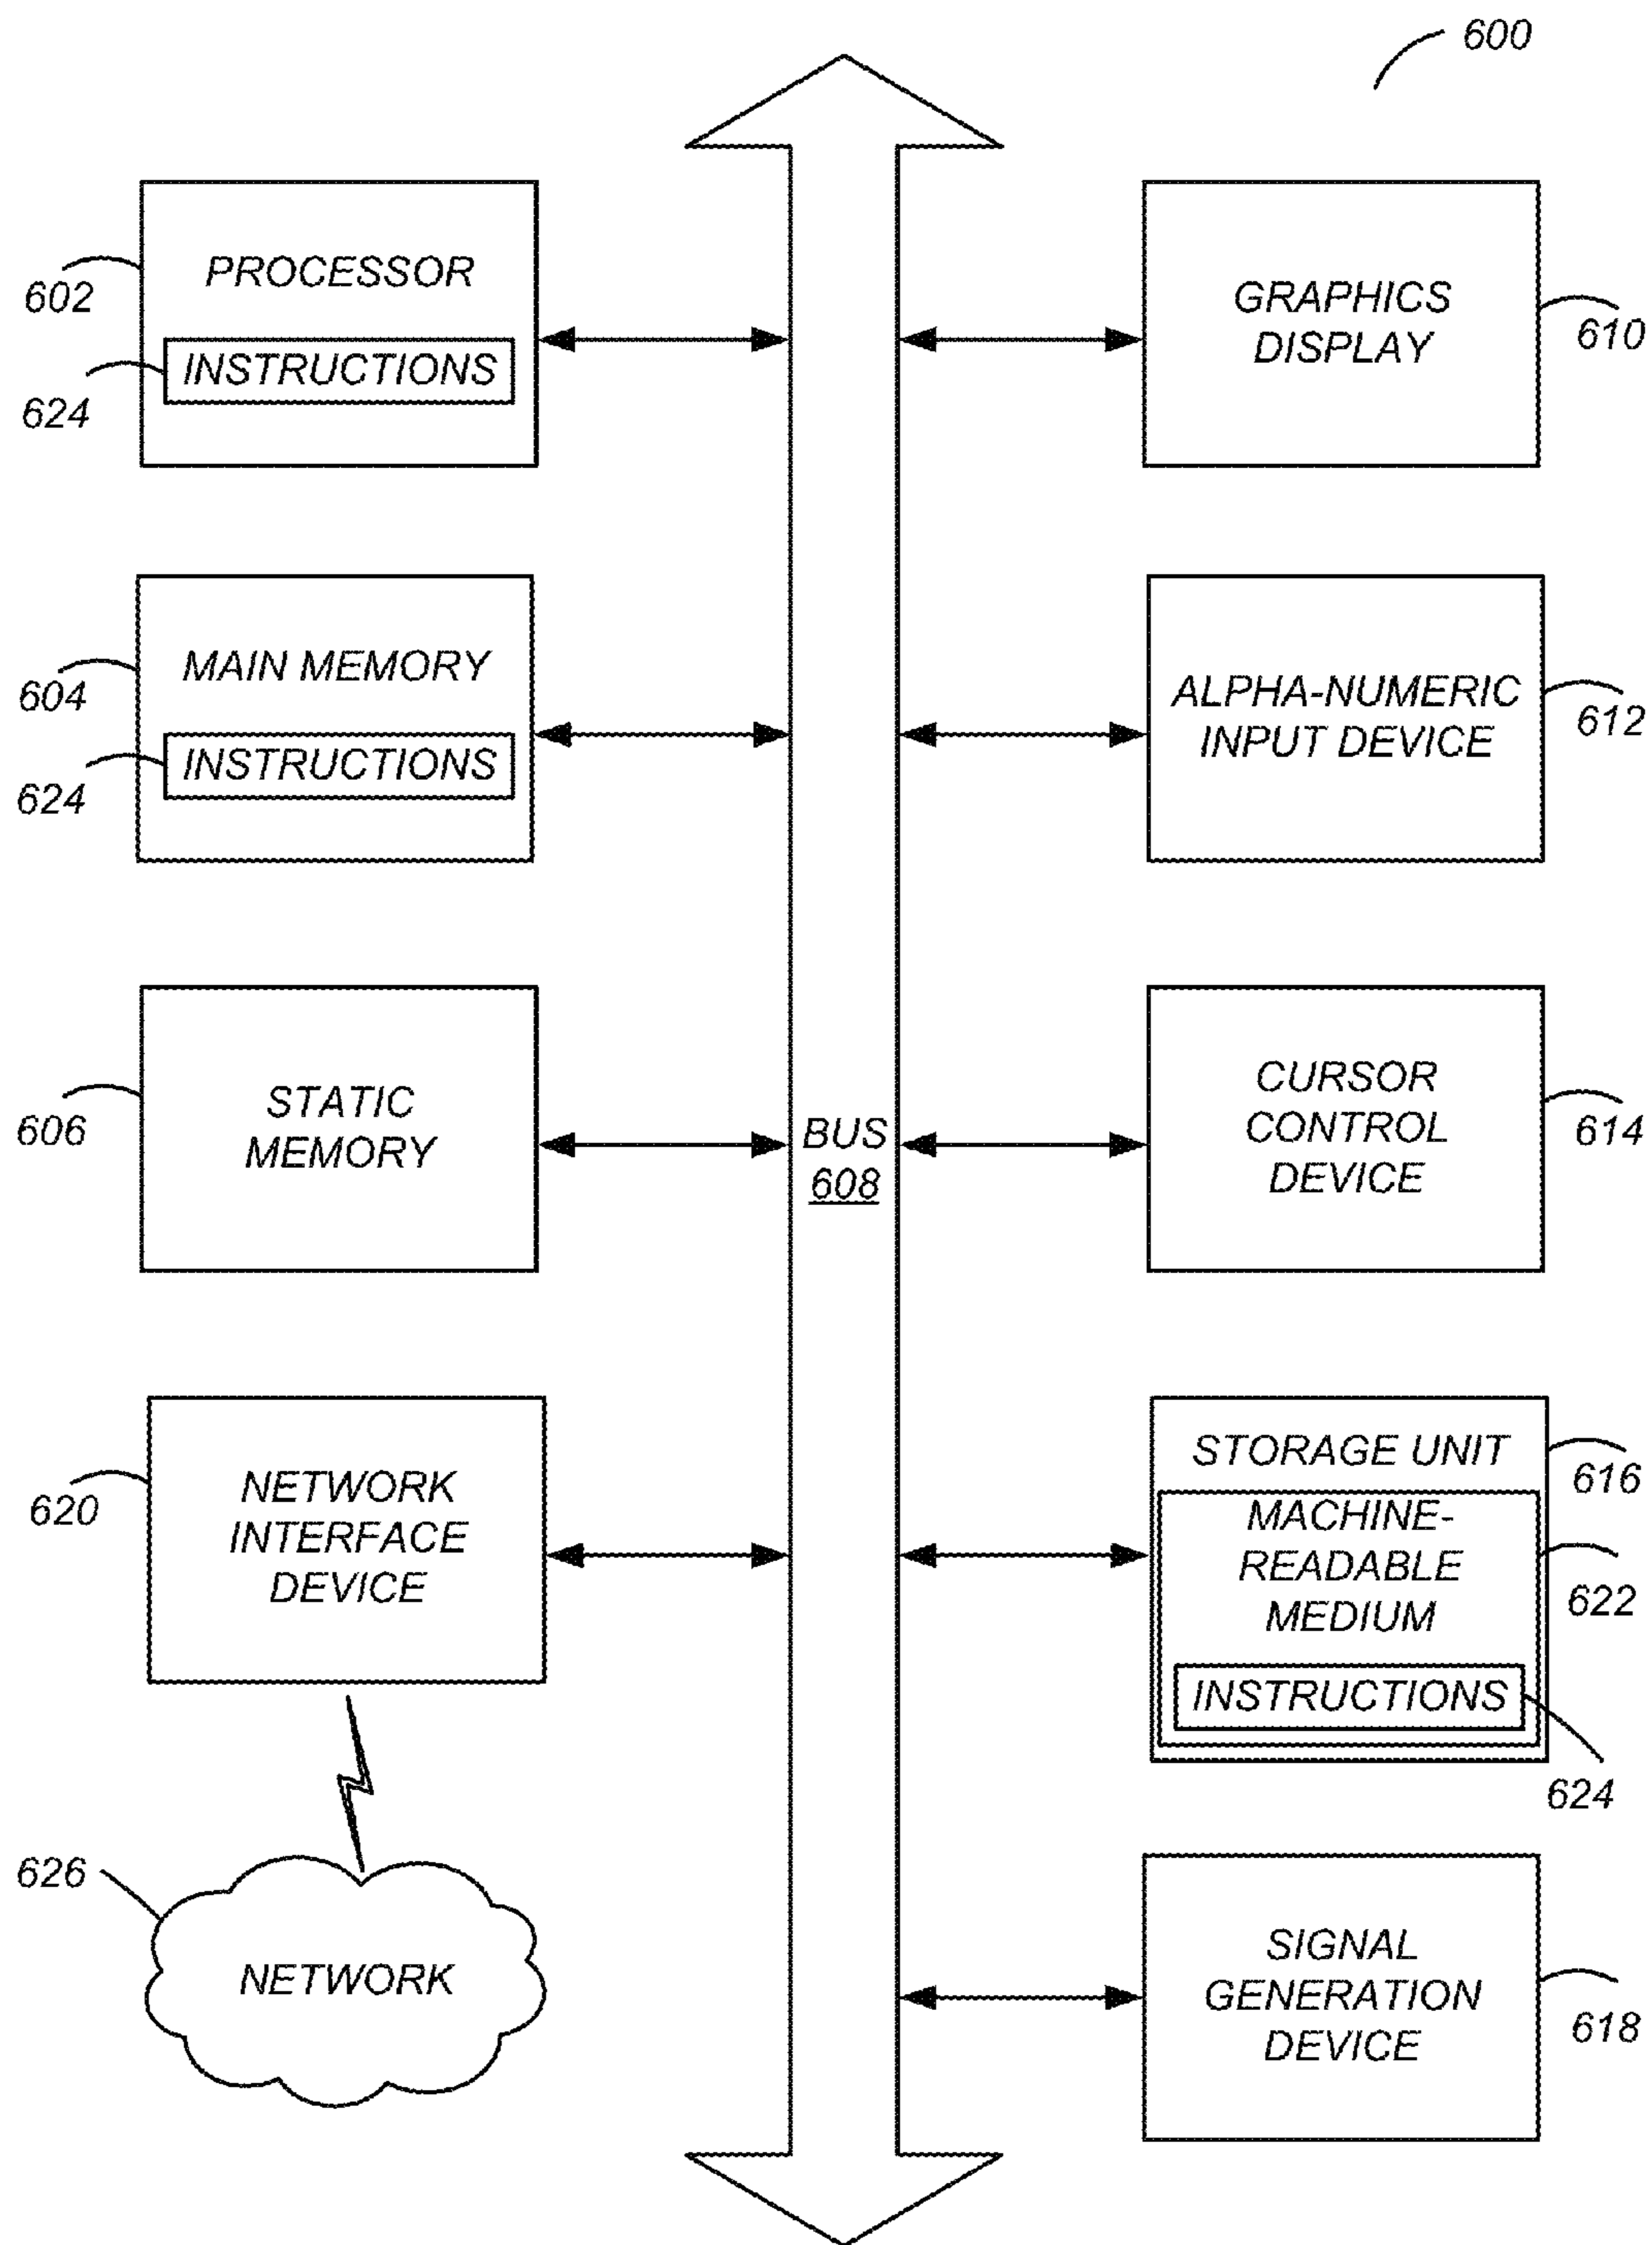 600
PROCESSOR
602
INSTRUCTIONS
624
GRAPHICS
DISPLAY
610
MAIN MEMORY
604
INSTRUCTIONS
624
ALPHA-NUMERIC
INPUT DEVICE
612
STATIC
MEMORY
606
BUS
608
CURSOR
CONTROL
DEVICE
614
NETWORK
INTERFACE
DEVICE
620
STORAGE UNIT
616
MACHINE-
READABLE
MEDIUM
622
INSTRUCTIONS
624
626
NETWORK
SIGNAL
GENERATION
DEVICE
618